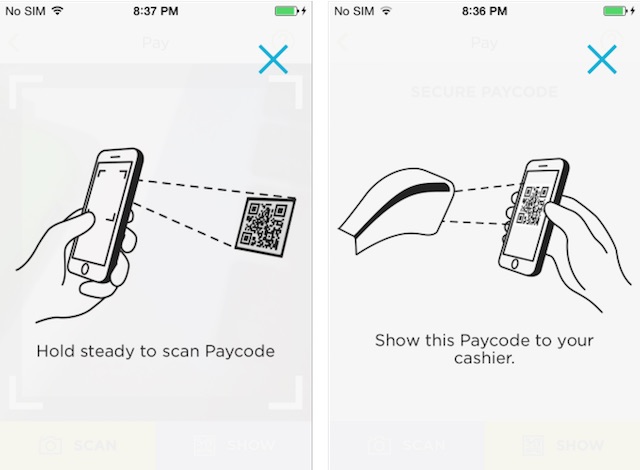 No SIM 8:37 PM
Pay
Hold steady to scan Paycode
SCAN SHOW
No SIM 8:36 PM
Pay
SECURE PAYCODE
Show this Paycode to your
cashier.
SCAN SHOW